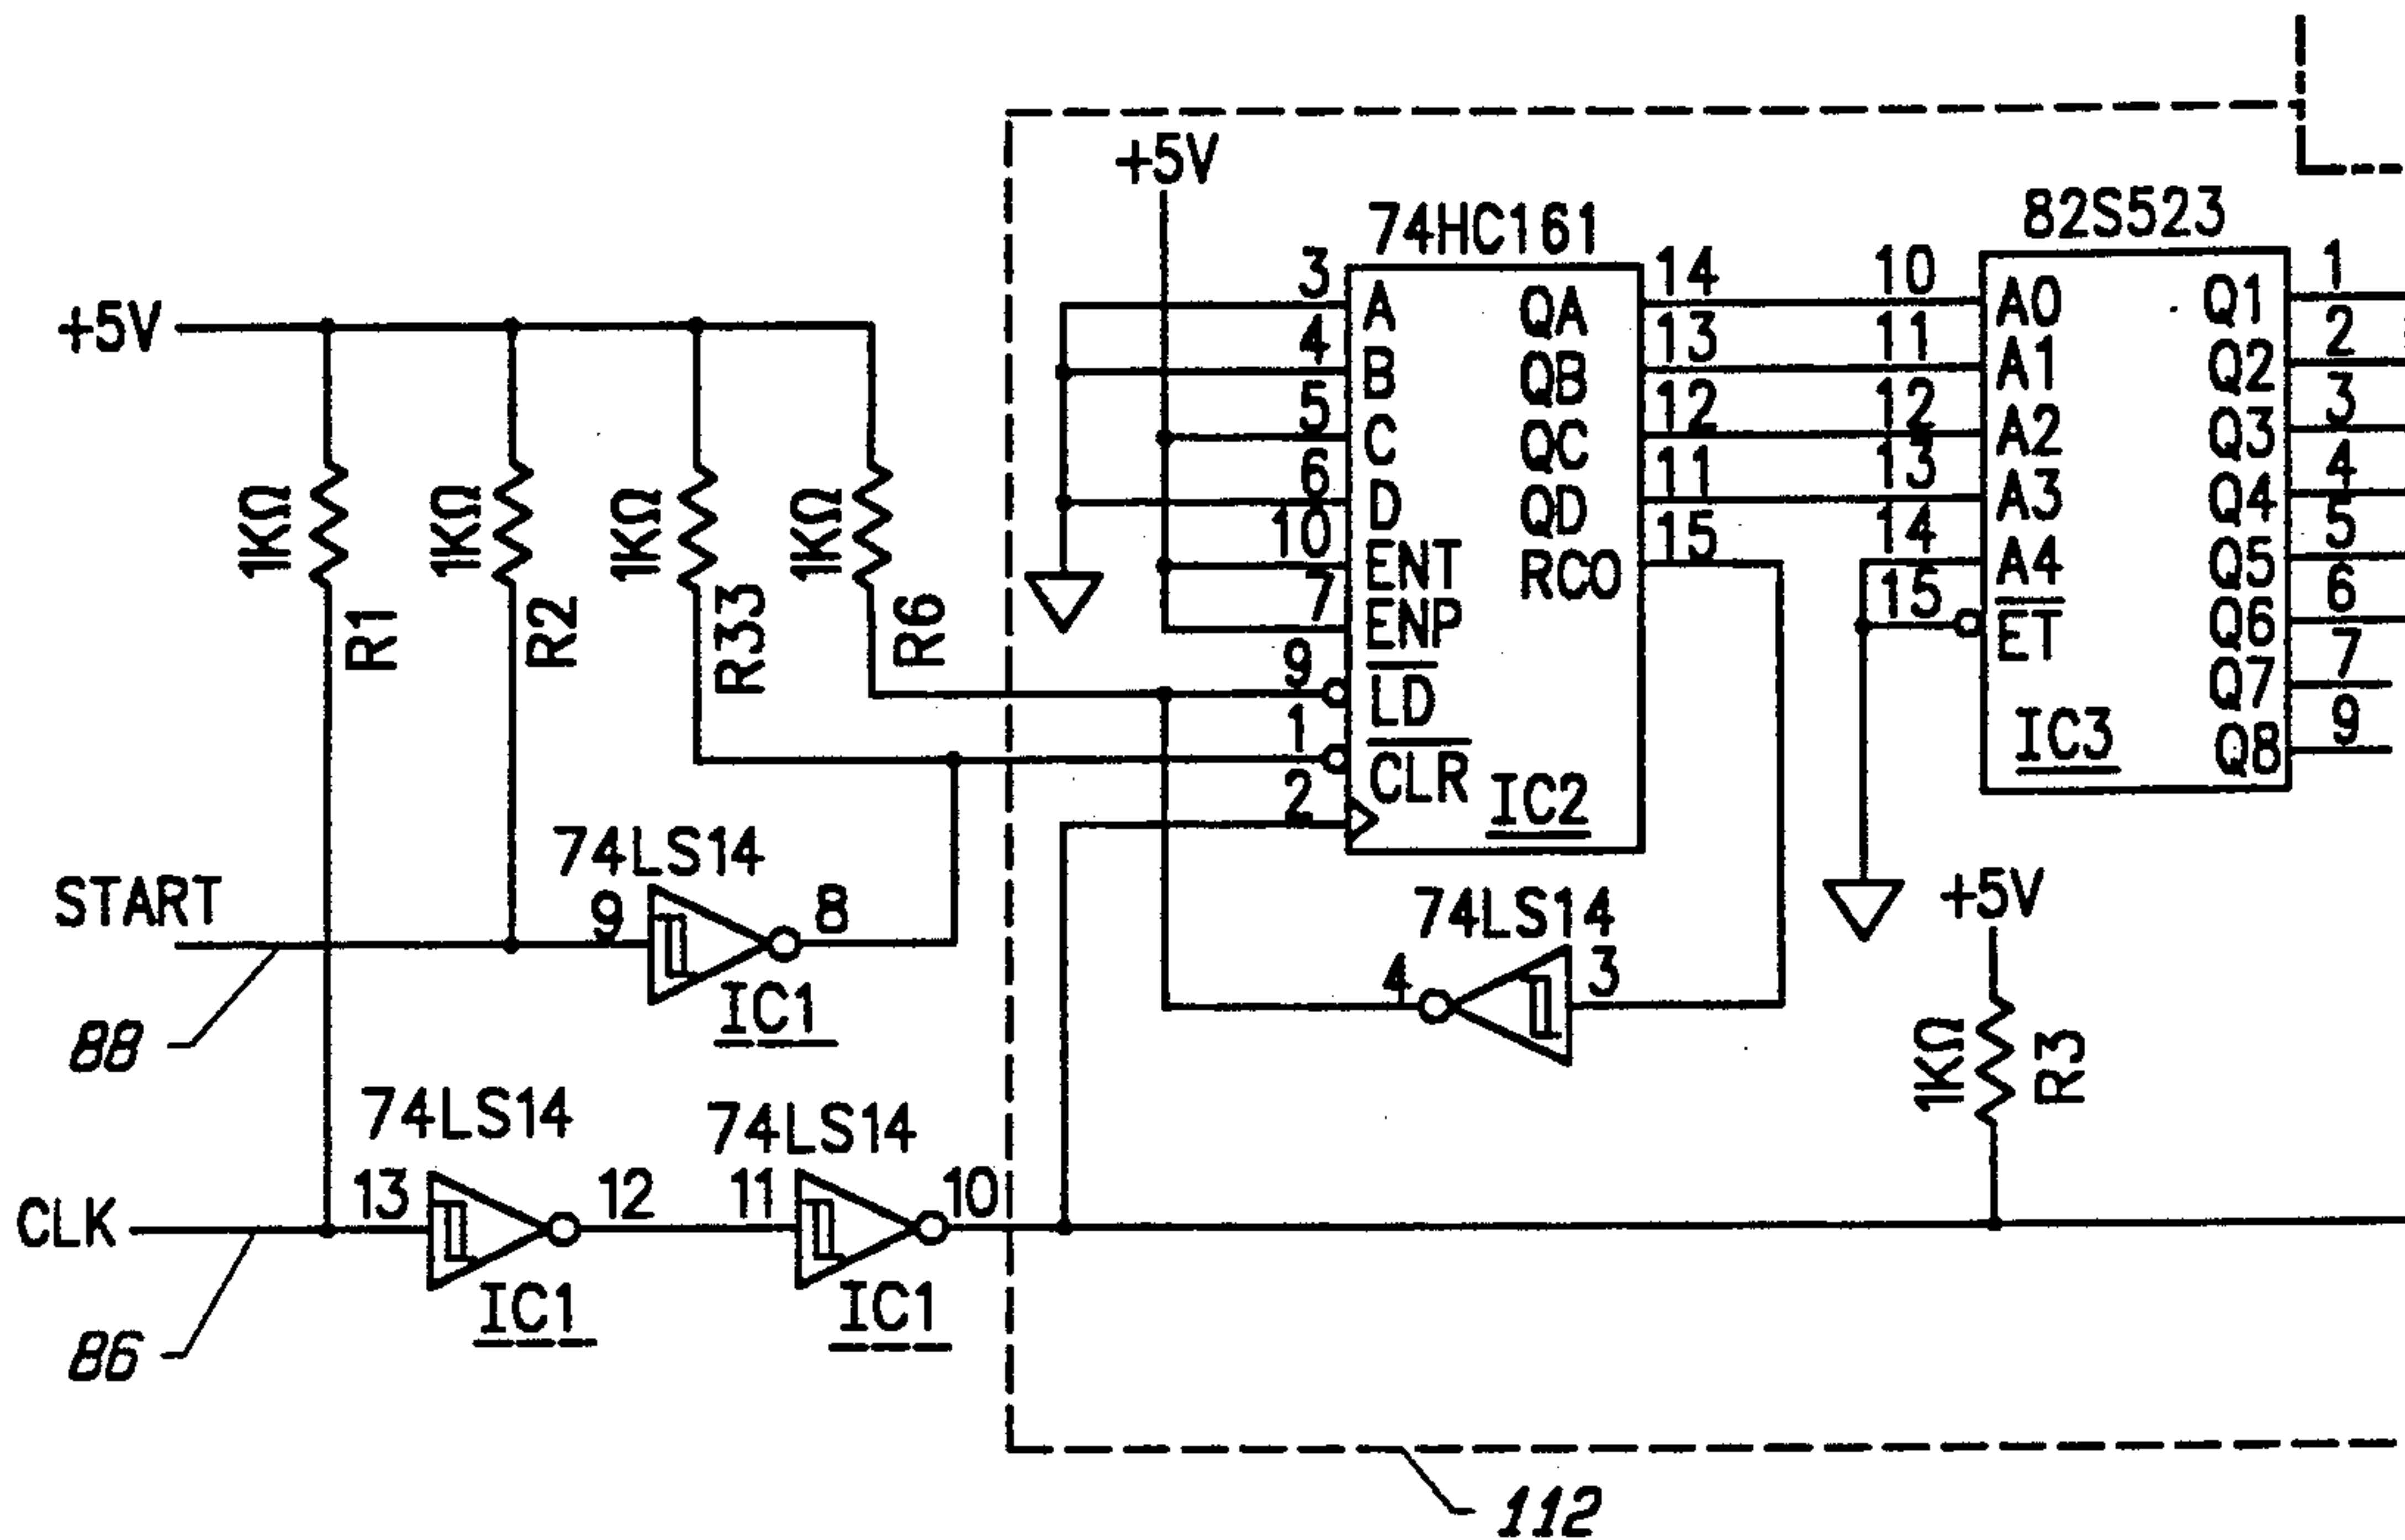 +5V
74HC161
82S523
3 A QA 14 10 A0 Q1 1
4 B QB 13 11 A1 Q2 2
5 C QC 12 12 A2 Q3 3
6 D QD 11 13 A3 Q4 4
10 ENT RCO 15 14 A4 Q5 5
7 ENP 15 ET Q6 6
9 LD Q7 7
1 CLR IC2 IC3 Q8 9
2
+5V
1KΩ R1
1KΩ R2
1KΩ R33
1KΩ R6
START
74LS14
9 8
IC1
88
74LS14
4 3
+5V
1KΩ R3
74LS14 74LS14
CLK 13 12 11 10
IC1 IC1
86
112